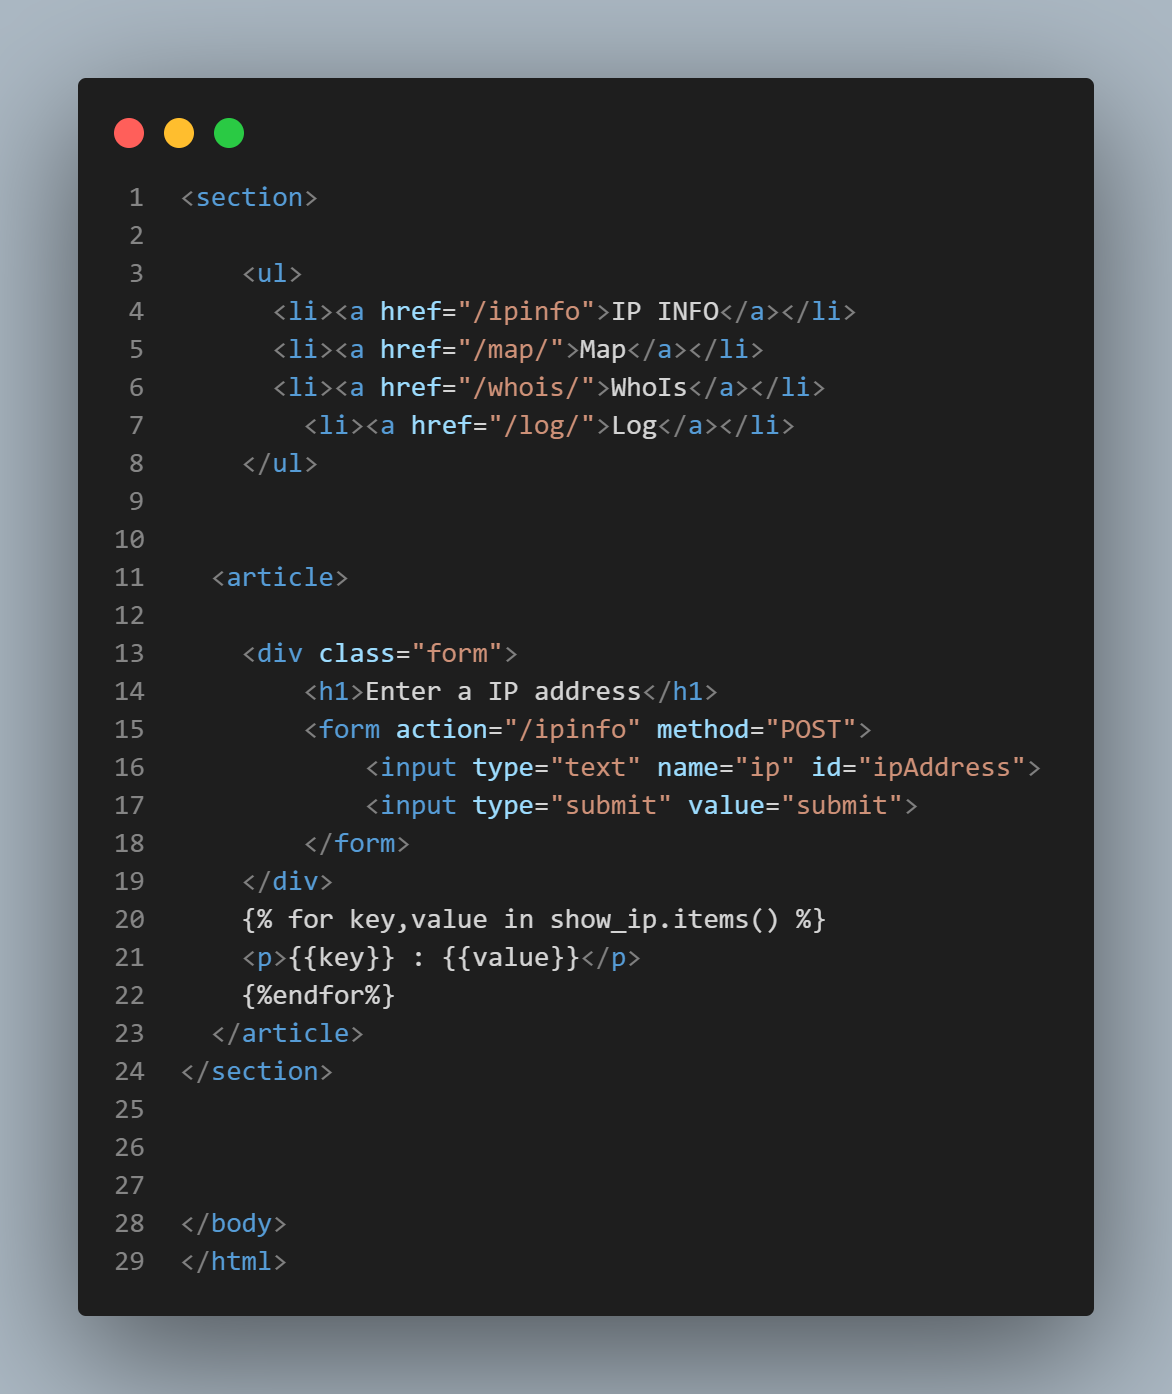 1 <section>
2
3     <ul>
4       <li><a href="/ipinfo">IP INFO</a></li>
5       <li><a href="/map/">Map</a></li>
6       <li><a href="/whois/">WhoIs</a></li>
7         <li><a href="/log/">Log</a></li>
8     </ul>
9
10
11   <article>
12
13     <div class="form">
14         <h1>Enter a IP address</h1>
15         <form action="/ipinfo" method="POST">
16             <input type="text" name="ip" id="ipAddress">
17             <input type="submit" value="submit">
18         </form>
19     </div>
20     {% for key,value in show_ip.items() %}
21     <p>{{key}} : {{value}}</p>
22     {%endfor%}
23   </article>
24 </section>
25
26
27
28 </body>
29 </html>